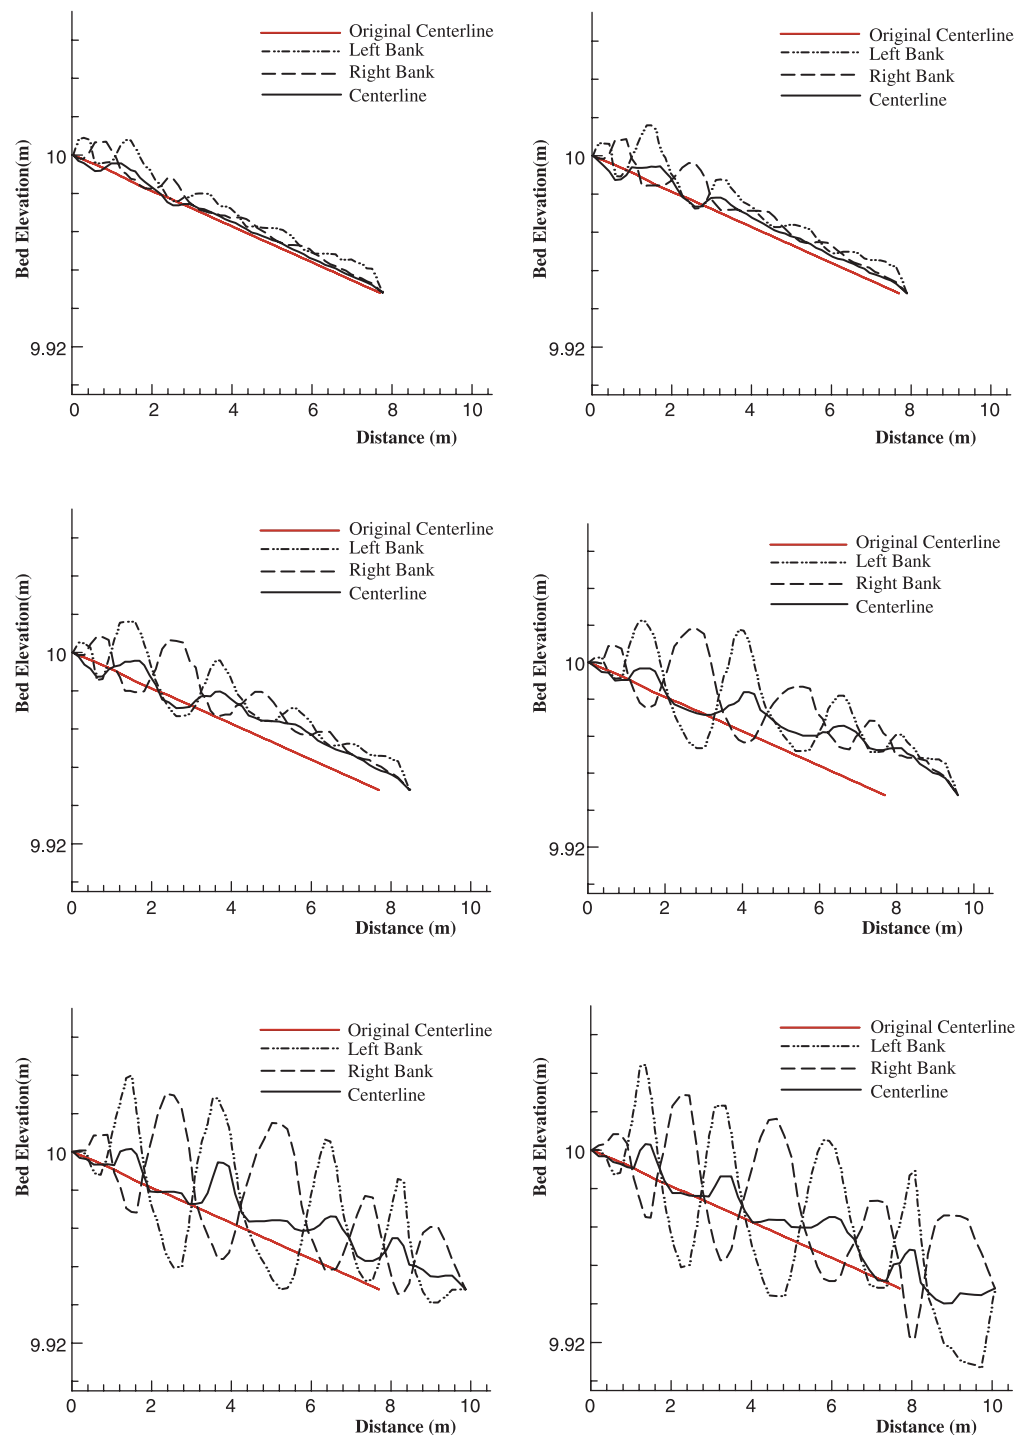 Original Centerline
Left Bank
Right Bank
Centerline
10
9.92
Bed Elevation(m)
0 2 4 6 8 10
Distance (m)
Original Centerline
Left Bank
Right Bank
Centerline
10
9.92
Bed Elevation(m)
0 2 4 6 8 10
Distance (m)
Original Centerline
Left Bank
Right Bank
Centerline
10
9.92
Bed Elevation(m)
0 2 4 6 8 10
Distance (m)
Original Centerline
Left Bank
Right Bank
Centerline
10
9.92
Bed Elevation(m)
0 2 4 6 8 10
Distance (m)
Original Centerline
Left Bank
Right Bank
Centerline
10
9.92
Bed Elevation(m)
0 2 4 6 8 10
Distance (m)
Original Centerline
Left Bank
Right Bank
Centerline
10
9.92
Bed Elevation(m)
0 2 4 6 8 10
Distance (m)